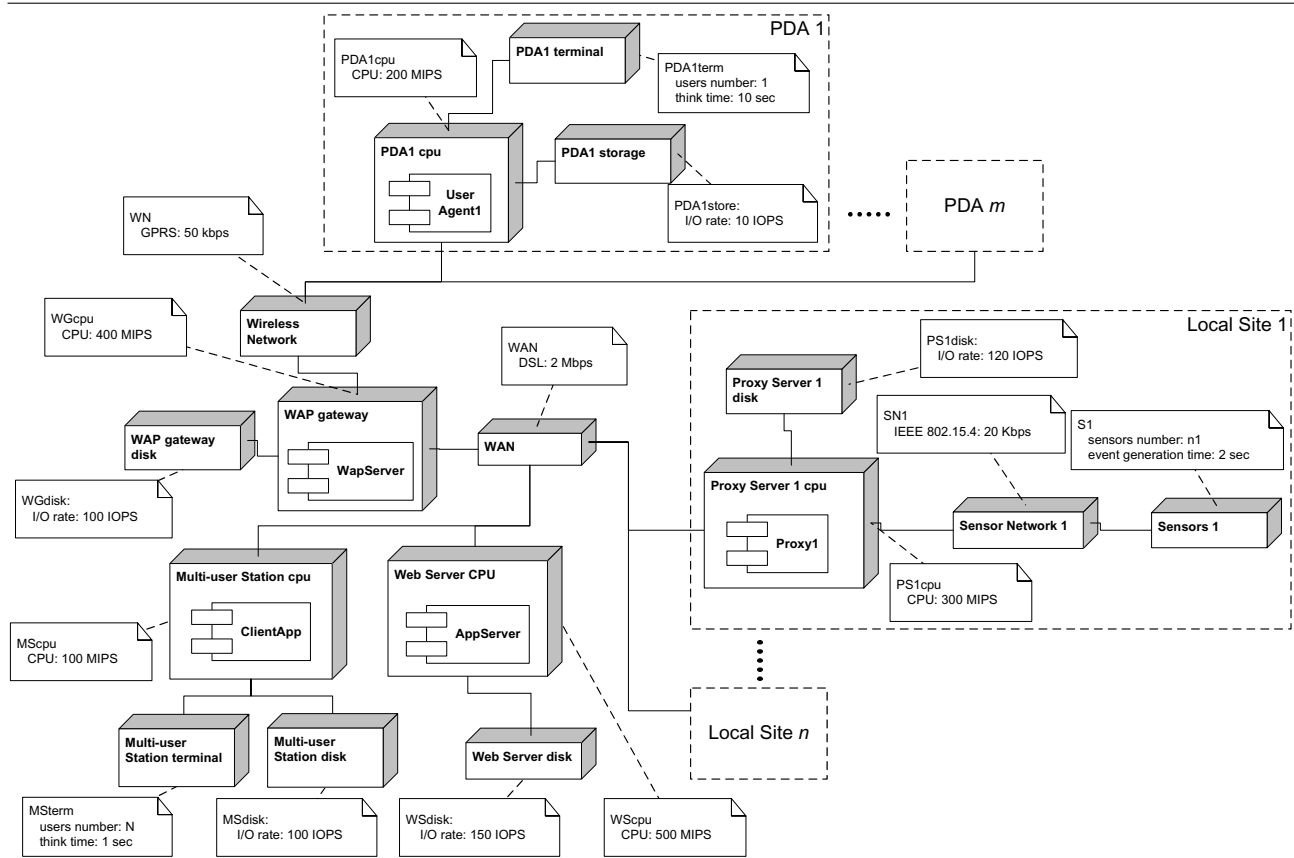 PDA 1
PDA1cpu
CPU: 200 MIPS
PDA1 terminal
PDA1term
users number: 1
think time: 10 sec
PDA1 cpu
User
Agent1
PDA1 storage
PDA1store:
I/O rate: 10 IOPS
.....
PDA m
WN
GPRS: 50 kbps
Wireless
Network
WGcpu
CPU: 400 MIPS
WAN
DSL: 2 Mbps
WAP gateway
WapServer
WAP gateway
disk
WGdisk:
I/O rate: 100 IOPS
WAN
Local Site 1
PS1disk:
I/O rate: 120 IOPS
Proxy Server 1
disk
SN1
IEEE 802.15.4: 20 Kbps
S1
sensors number: n1
event generation time: 2 sec
Proxy Server 1 cpu
Proxy1
Sensor Network 1
Sensors 1
PS1cpu
CPU: 300 MIPS
Multi-user Station cpu
ClientApp
Web Server CPU
AppServer
MScpu
CPU: 100 MIPS
.....
Local Site n
Multi-user
Station terminal
Multi-user
Station disk
Web Server disk
MSterm
users number: N
think time: 1 sec
MSdisk:
I/O rate: 100 IOPS
WSdisk:
I/O rate: 150 IOPS
WScpu
CPU: 500 MIPS